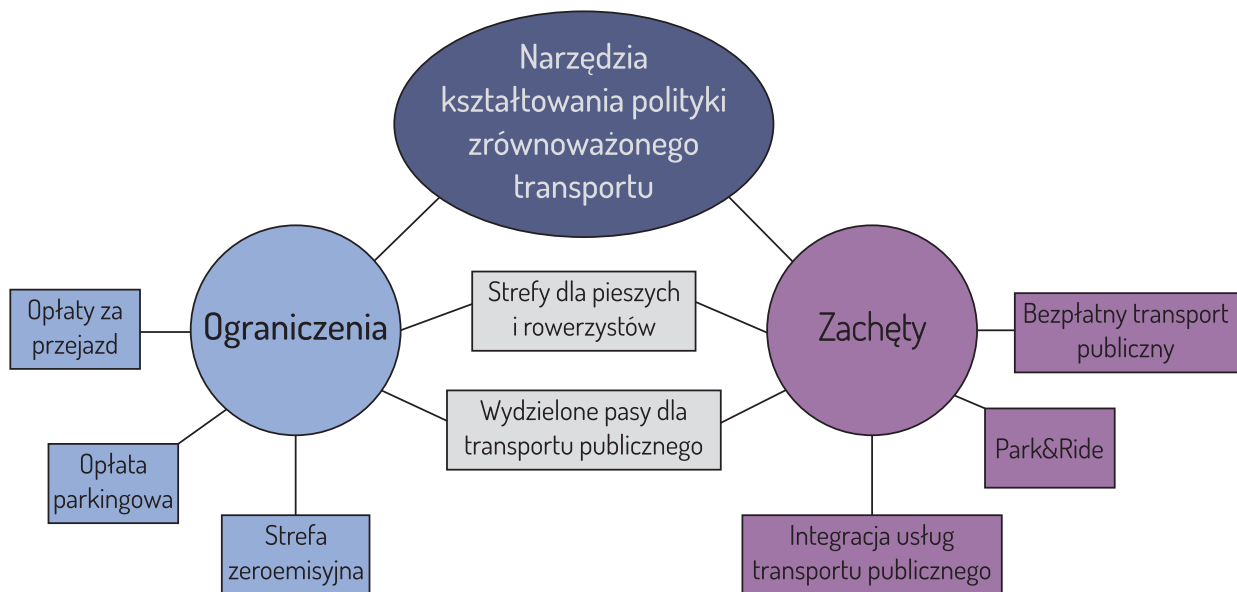 Narzędzia
kształtowania polityki
zrównoważonego
transportu
Ograniczenia
Zachęty
Strefy dla pieszych
i rowerzystów
Wydzielone pasy dla
transportu publicznego
Opłaty za
przejazd
Opłata
parkingowa
Strefa
zeroemisyjna
Bezpłatny transport
publiczny
Park&Ride
Integracja usług
transportu publicznego